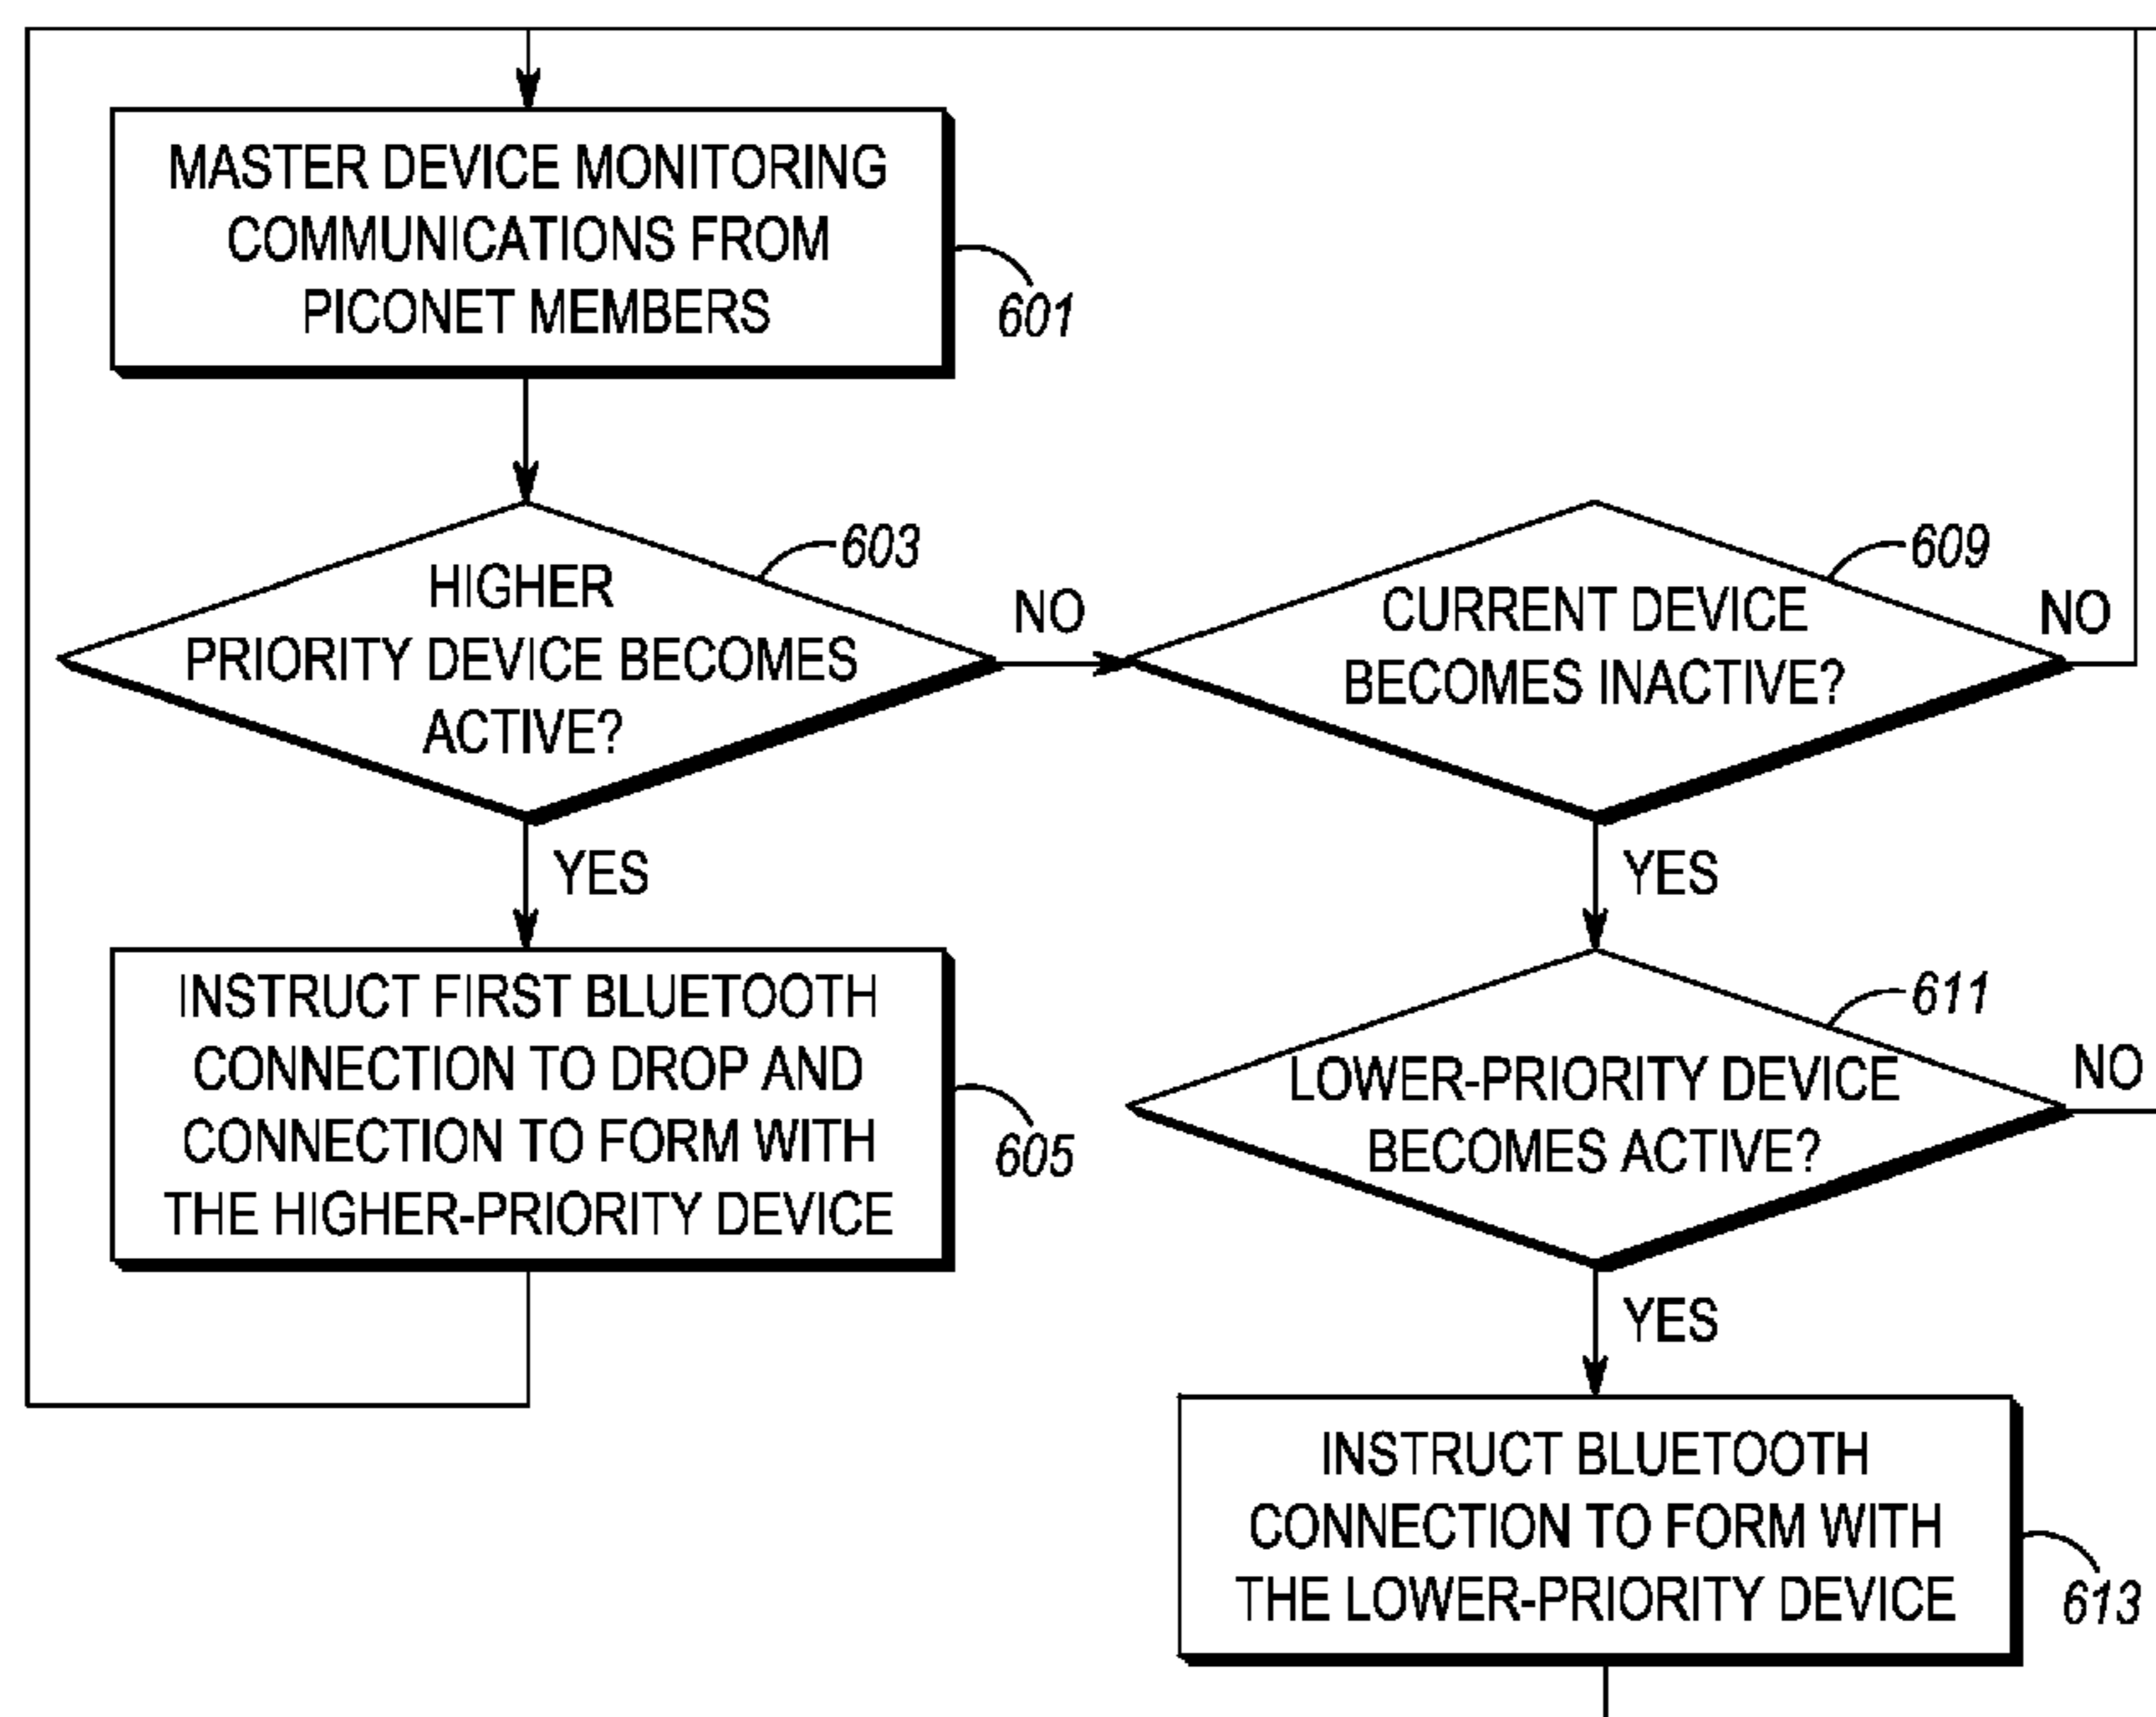 MASTER DEVICE MONITORING
COMMUNICATIONS FROM
PICONET MEMBERS
601
HIGHER
PRIORITY DEVICE BECOMES
ACTIVE?
603
NO
YES
INSTRUCT FIRST BLUETOOTH
CONNECTION TO DROP AND
CONNECTION TO FORM WITH
THE HIGHER-PRIORITY DEVICE
605
CURRENT DEVICE
BECOMES INACTIVE?
609
NO
YES
LOWER-PRIORITY DEVICE
BECOMES ACTIVE?
611
NO
YES
INSTRUCT BLUETOOTH
CONNECTION TO FORM WITH
THE LOWER-PRIORITY DEVICE
613